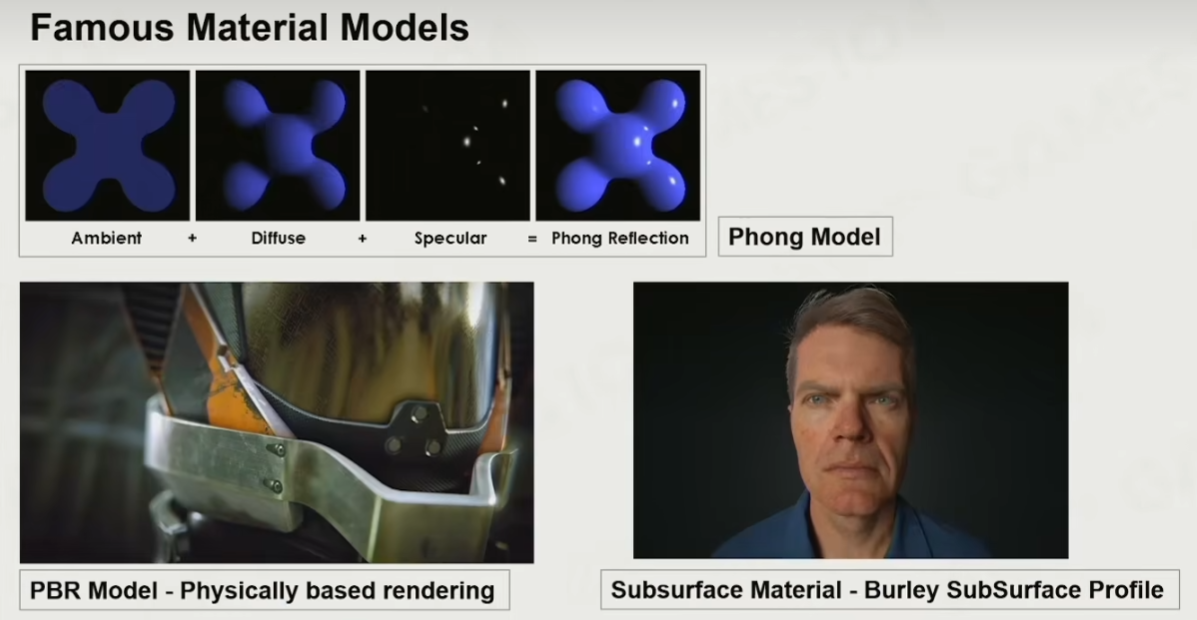 Famous Material Models
Ambient + Diffuse + Specular = Phong Reflection
Phong Model
PBR Model - Physically based rendering
Subsurface Material - Burley SubSurface Profile